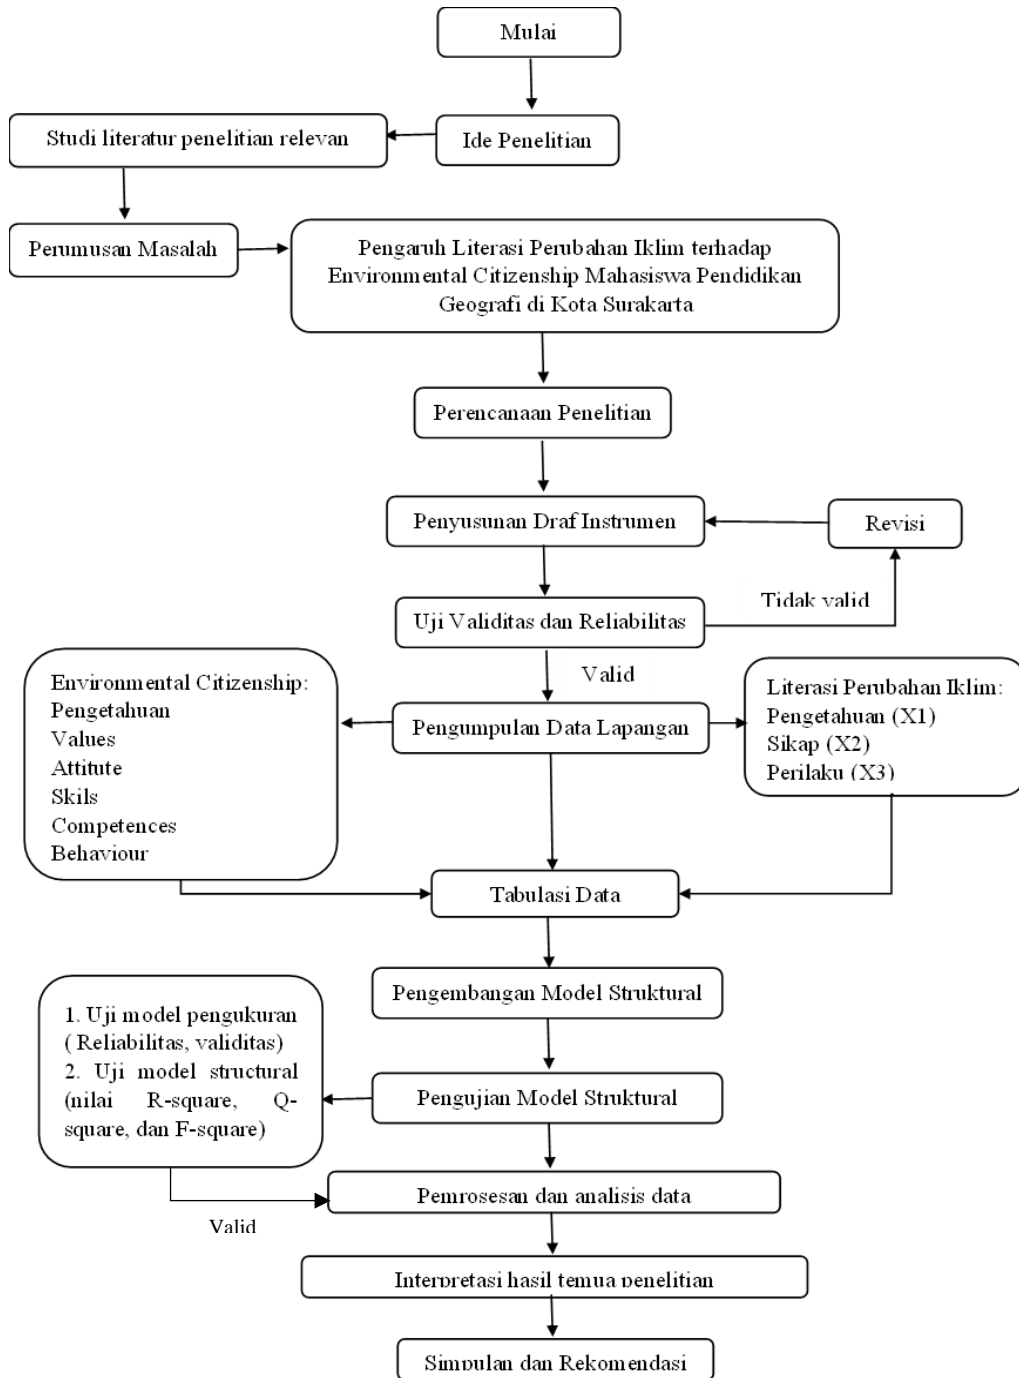 Mulai
Ide Penelitian
Studi literatur penelitian relevan
Perumusan Masalah
Pengaruh Literasi Perubahan Iklim terhadap
Environmental Citizenship Mahasiswa Pendidikan
Geografi di Kota Surakarta
Perencanaan Penelitian
Penyusunan Draf Instrumen
Revisi
Uji Validitas dan Reliabilitas
Tidak valid
Valid
Pengumpulan Data Lapangan
Environmental Citizenship:
Pengetahuan
Values
Attitute
Skils
Competences
Behaviour
Literasi Perubahan Iklim:
Pengetahuan (X1)
Sikap (X2)
Perilaku (X3)
Tabulasi Data
Pengembangan Model Struktural
Pengujian Model Struktural
1. Uji model pengukuran
( Reliabilitas, validitas)
2. Uji model structural
(nilai R-square, Q-
square, dan F-square)
Valid
Pemrosesan dan analisis data
Interpretasi hasil temua penelitian
Simpulan dan Rekomendasi